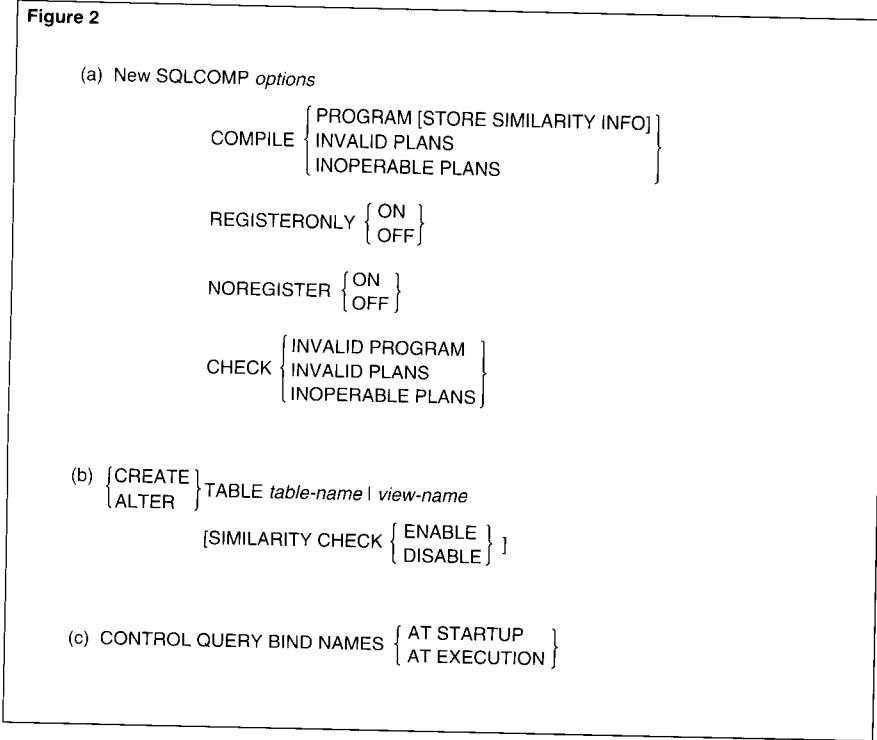 Figure 2
(a) New SQLCOMP options
COMPILE { PROGRAM [STORE SIMILARITY INFO]
INVALID PLANS
INOPERABLE PLANS }
REGISTERONLY { ON
OFF }
NOREGISTER { ON
OFF }
CHECK { INVALID PROGRAM
INVALID PLANS
INOPERABLE PLANS }
(b) { CREATE
ALTER } TABLE table-name | view-name
[SIMILARITY CHECK { ENABLE
DISABLE } ]
(c) CONTROL QUERY BIND NAMES { AT STARTUP
AT EXECUTION }